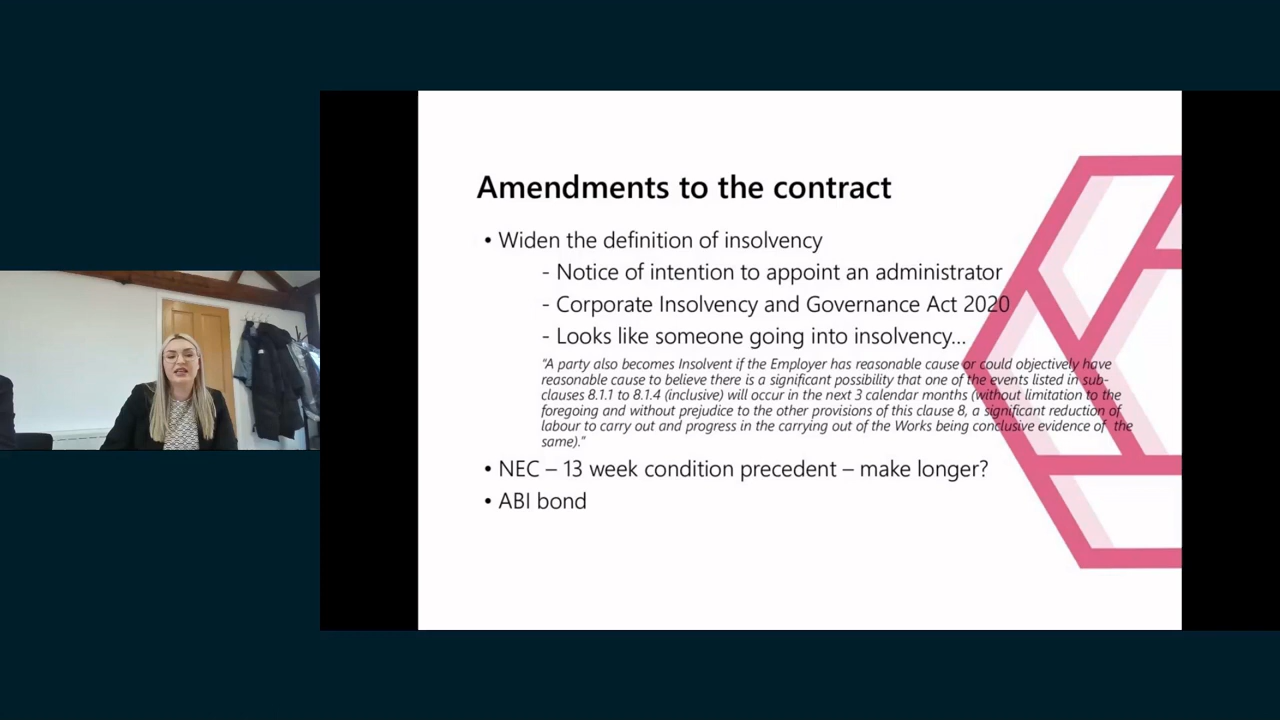 Amendments to the contract
• Widen the definition of insolvency
- Notice of intention to appoint an administrator
- Corporate Insolvency and Governance Act 2020
- Looks like someone going into insolvency...
“A party also becomes Insolvent if the Employer has reasonable cause or could objectively have
reasonable cause to believe there is a significant possibility that one of the events listed in sub-
clauses 8.1.1 to 8.1.4 (inclusive) will occur in the next 3 calendar months (without limitation to the
foregoing and without prejudice to the other provisions of this clause 8, a significant reduction of
labour to carry out and progress in the carrying out of the Works being conclusive evidence of the
same).”
• NEC – 13 week condition precedent – make longer?
• ABI bond